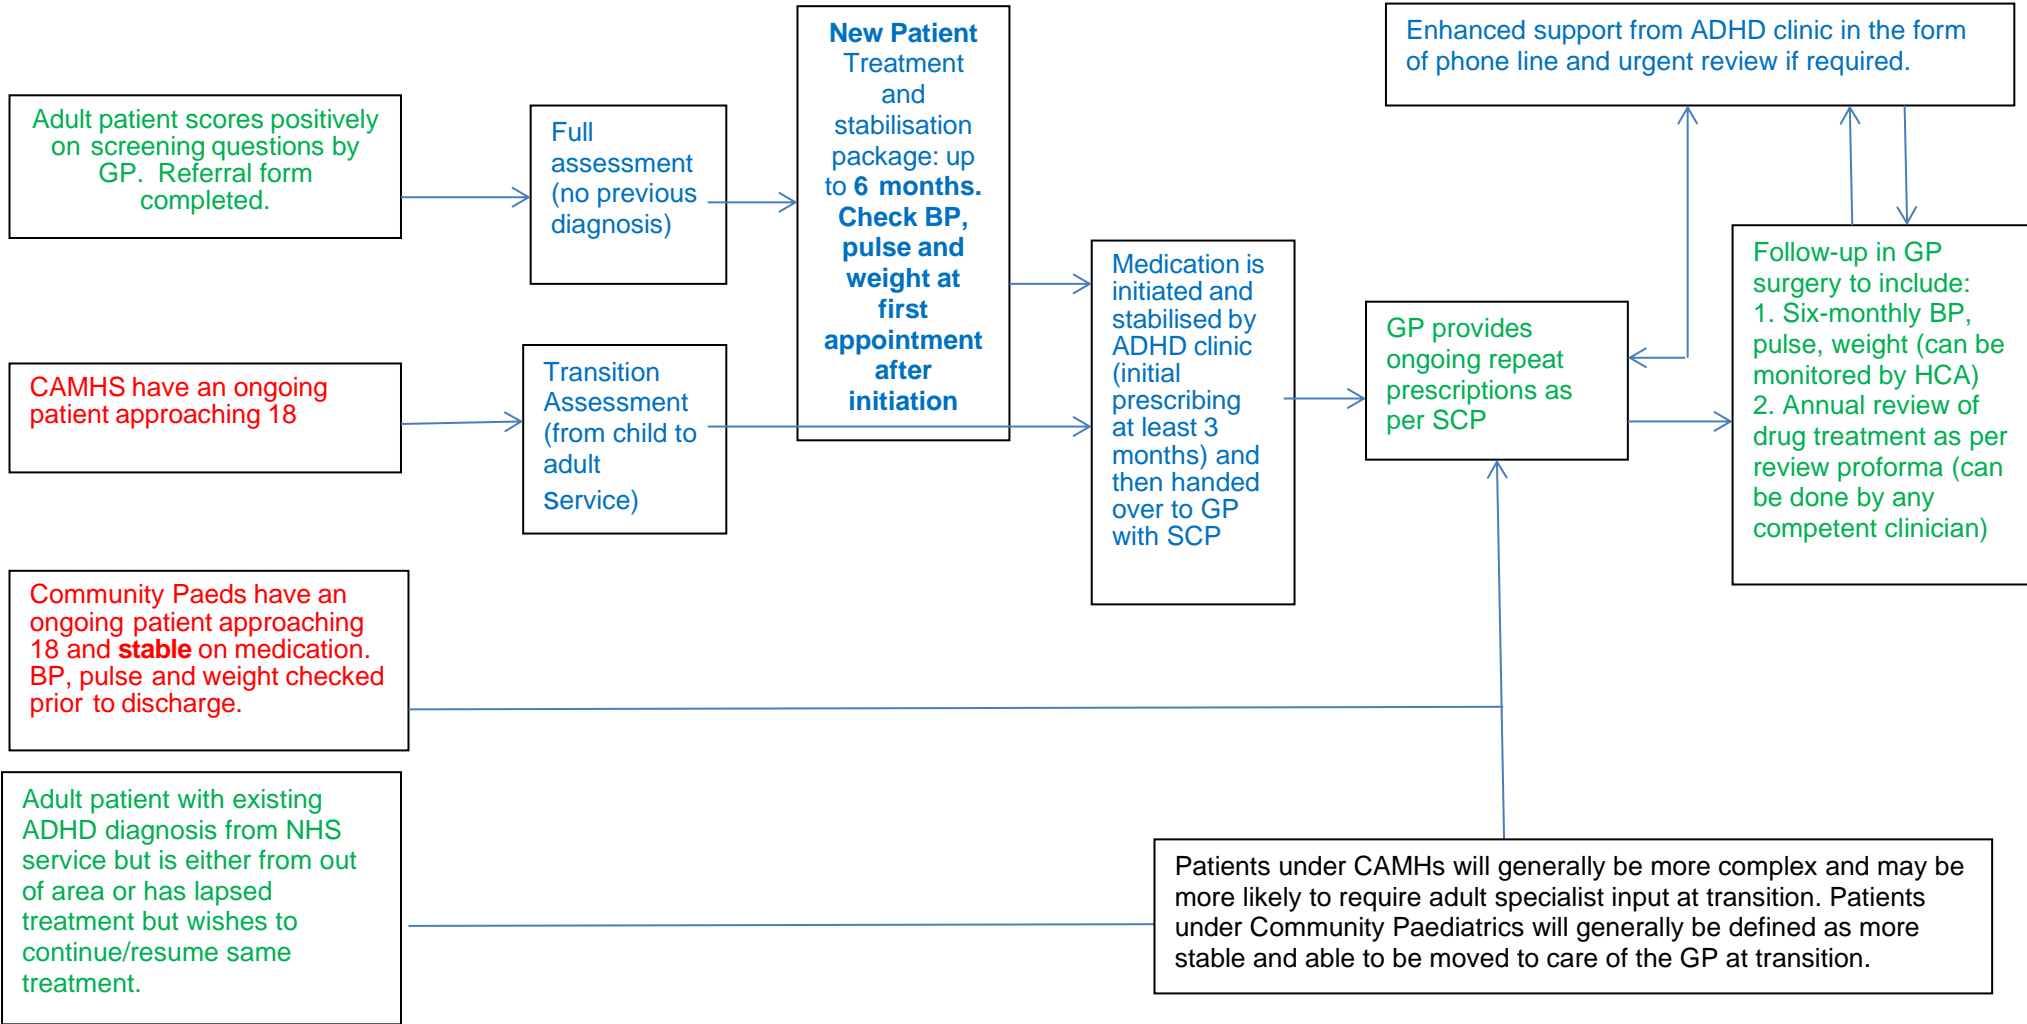 Adult patient scores positively
on screening questions by
GP. Referral form
completed.
Full
assessment
(no previous
diagnosis)
New Patient
Treatment
and
stabilisation
package: up
to 6 months.
Check BP,
pulse and
weight at
first
appointment
after
initiation
Enhanced support from ADHD clinic in the form
of phone line and urgent review if required.
CAMHS have an ongoing
patient approaching 18
Transition
Assessment
(from child to
adult
service)
Medication is
initiated and
stabilised by
ADHD clinic
(initial
prescribing
at least 3
months) and
then handed
over to GP
with SCP
GP provides
ongoing repeat
prescriptions as
per SCP
Follow-up in GP
surgery to include:
1. Six-monthly BP,
pulse, weight (can be
monitored by HCA)
2. Annual review of
drug treatment as per
review proforma (can
be done by any
competent clinician)
Community Paeds have an
ongoing patient approaching
18 and stable on medication.
BP, pulse and weight checked
prior to discharge.
Adult patient with existing
ADHD diagnosis from NHS
service but is either from out
of area or has lapsed
treatment but wishes to
continue/resume same
treatment.
Patients under CAMHs will generally be more complex and may be
more likely to require adult specialist input at transition. Patients
under Community Paediatrics will generally be defined as more
stable and able to be moved to care of the GP at transition.